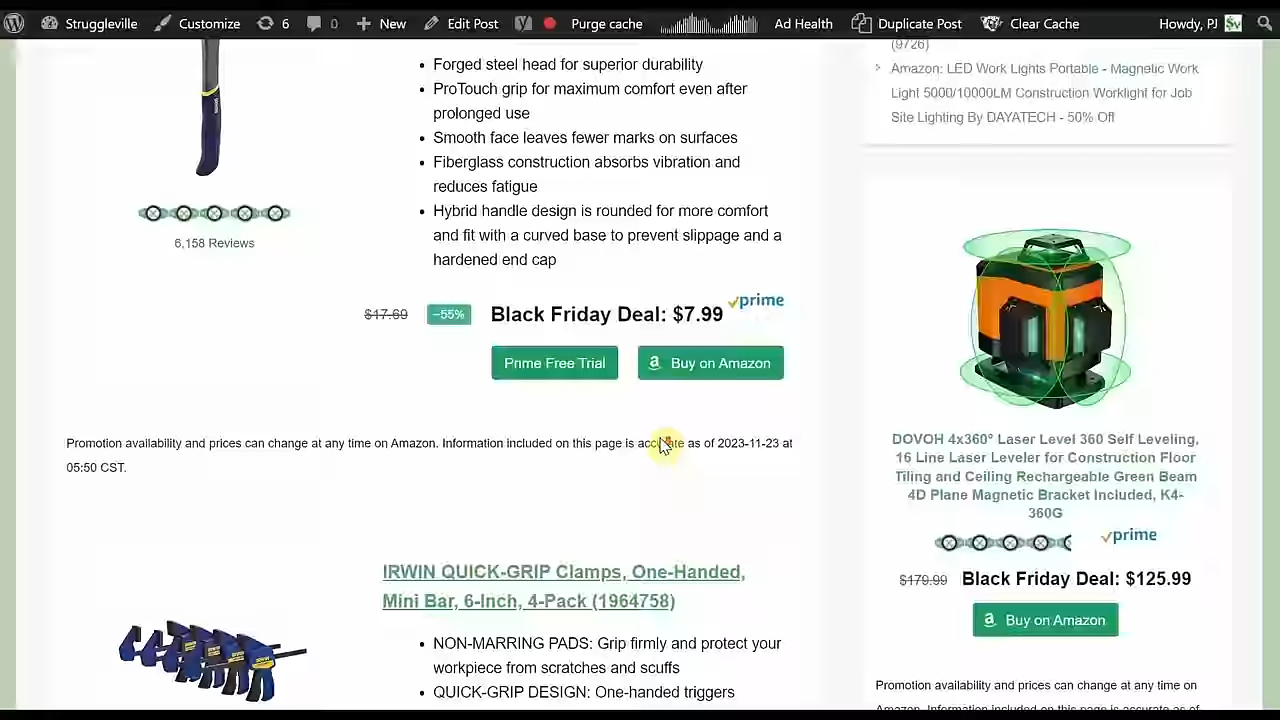 Struggleville
Customize
6
0
New
Edit Post
Purge cache
Ad Health
Duplicate Post
Clear Cache
Howdy, PJ
Forged steel head for superior durability
ProTouch grip for maximum comfort even after
prolonged use
Smooth face leaves fewer marks on surfaces
Fiberglass construction absorbs vibration and
reduces fatigue
Hybrid handle design is rounded for more comfort
and fit with a curved base to prevent slippage and a
hardened end cap
6,158 Reviews
$17.69 −55% Black Friday Deal: $7.99 prime
Prime Free Trial
Buy on Amazon
Promotion availability and prices can change at any time on Amazon. Information included on this page is accurate as of 2023-11-23 at
05:50 CST.
IRWIN QUICK-GRIP Clamps, One-Handed,
Mini Bar, 6-Inch, 4-Pack (1964758)
NON-MARRING PADS: Grip firmly and protect your
workpiece from scratches and scuffs
QUICK-GRIP DESIGN: One-handed triggers
(9726)
Amazon: LED Work Lights Portable - Magnetic Work
Light 5000/10000LM Construction Worklight for Job
Site Lighting By DAYATECH - 50% Off
DOVOH 4x360° Laser Level 360 Self Leveling,
16 Line Laser Leveler for Construction Floor
Tiling and Ceiling Rechargeable Green Beam
4D Plane Magnetic Bracket Included, K4-
360G
prime
$179.99 Black Friday Deal: $125.99
Buy on Amazon
Promotion availability and prices can change at any time on
Amazon. Information included on this page is accurate as of